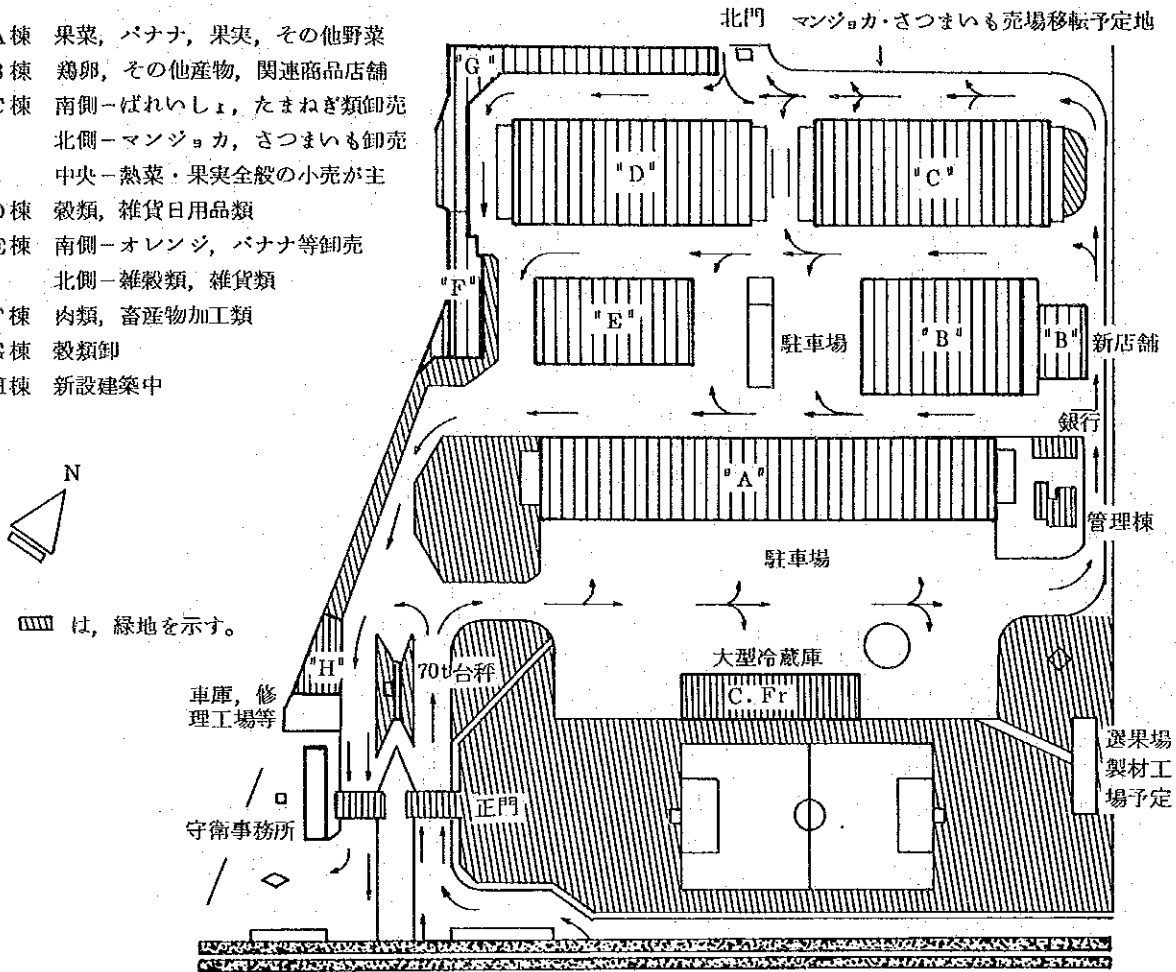 北門　マンジョカ・さつまいも売場移転予定地
A棟　果菜，バナナ，果実，その他野菜
B棟　鶏卵，その他産物，関連商品店舗
C棟　南側－ばれいしょ，たまねぎ類卸売
北側－マンジョカ，さつまいも卸売
中央－熱菜・果実全般の小売が主
D棟　穀類，雑貨日用品類
E棟　南側－オレンジ，バナナ等卸売
北側－雑穀類，雑貨類
F棟　肉類，畜産物加工類
G棟　穀類卸
H棟　新設建築中
"G"
"D"
"C"
"F"
"E"
駐車場
"B"
"B"
新店舗
銀行
"A"
管理棟
駐車場
N
は，緑地を示す。
"H"
70t台秤
大型冷蔵庫
C. Fr
車庫，修
理工場等
選果場
製材工
場予定
正門
守衛事務所